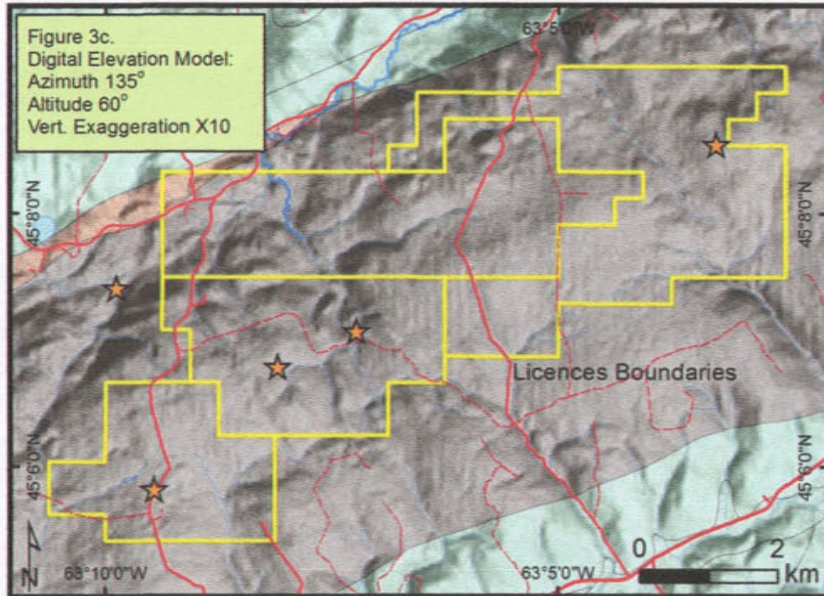 Figure 3c.
Digital Elevation Model:
Azimuth 135°
Altitude 60°
Vert. Exaggeration X10
63°5'0"W
45°8'0"N
45°8'0"N
Licences Boundaries
45°6'0"N
45°6'0"N
N
63°10'0"W
63°5'0"W
0 2
km